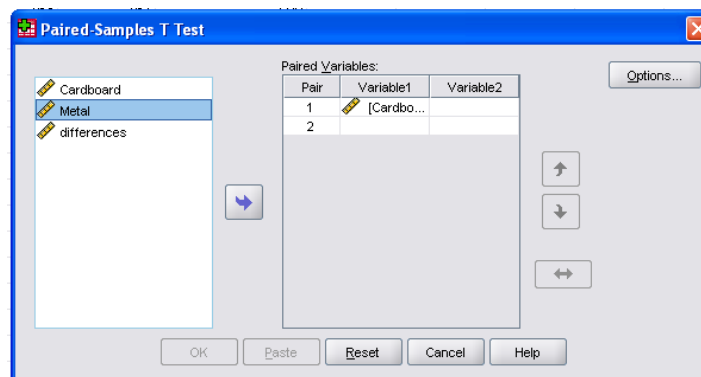 Paired-Samples T Test
Paired Variables:
Options...
Cardboard
Metal
differences
Pair Variable1 Variable2
1 [Cardbo...
2
OK Paste Reset Cancel Help